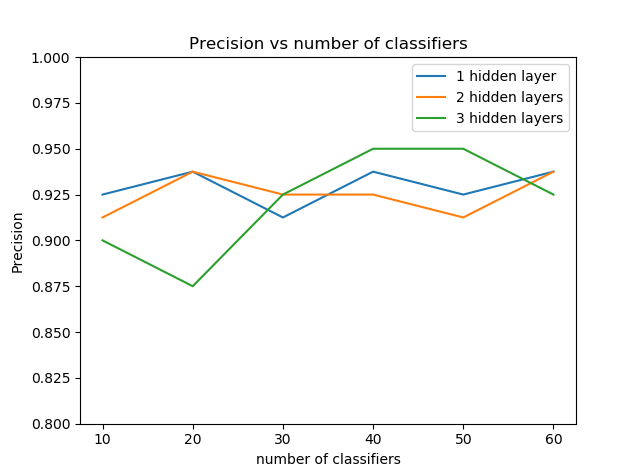 Precision vs number of classifiers
1 hidden layer
2 hidden layers
3 hidden layers
1.000
0.975
0.950
0.925
0.900
0.875
0.850
0.825
0.800
Precision
10 20 30 40 50 60
number of classifiers